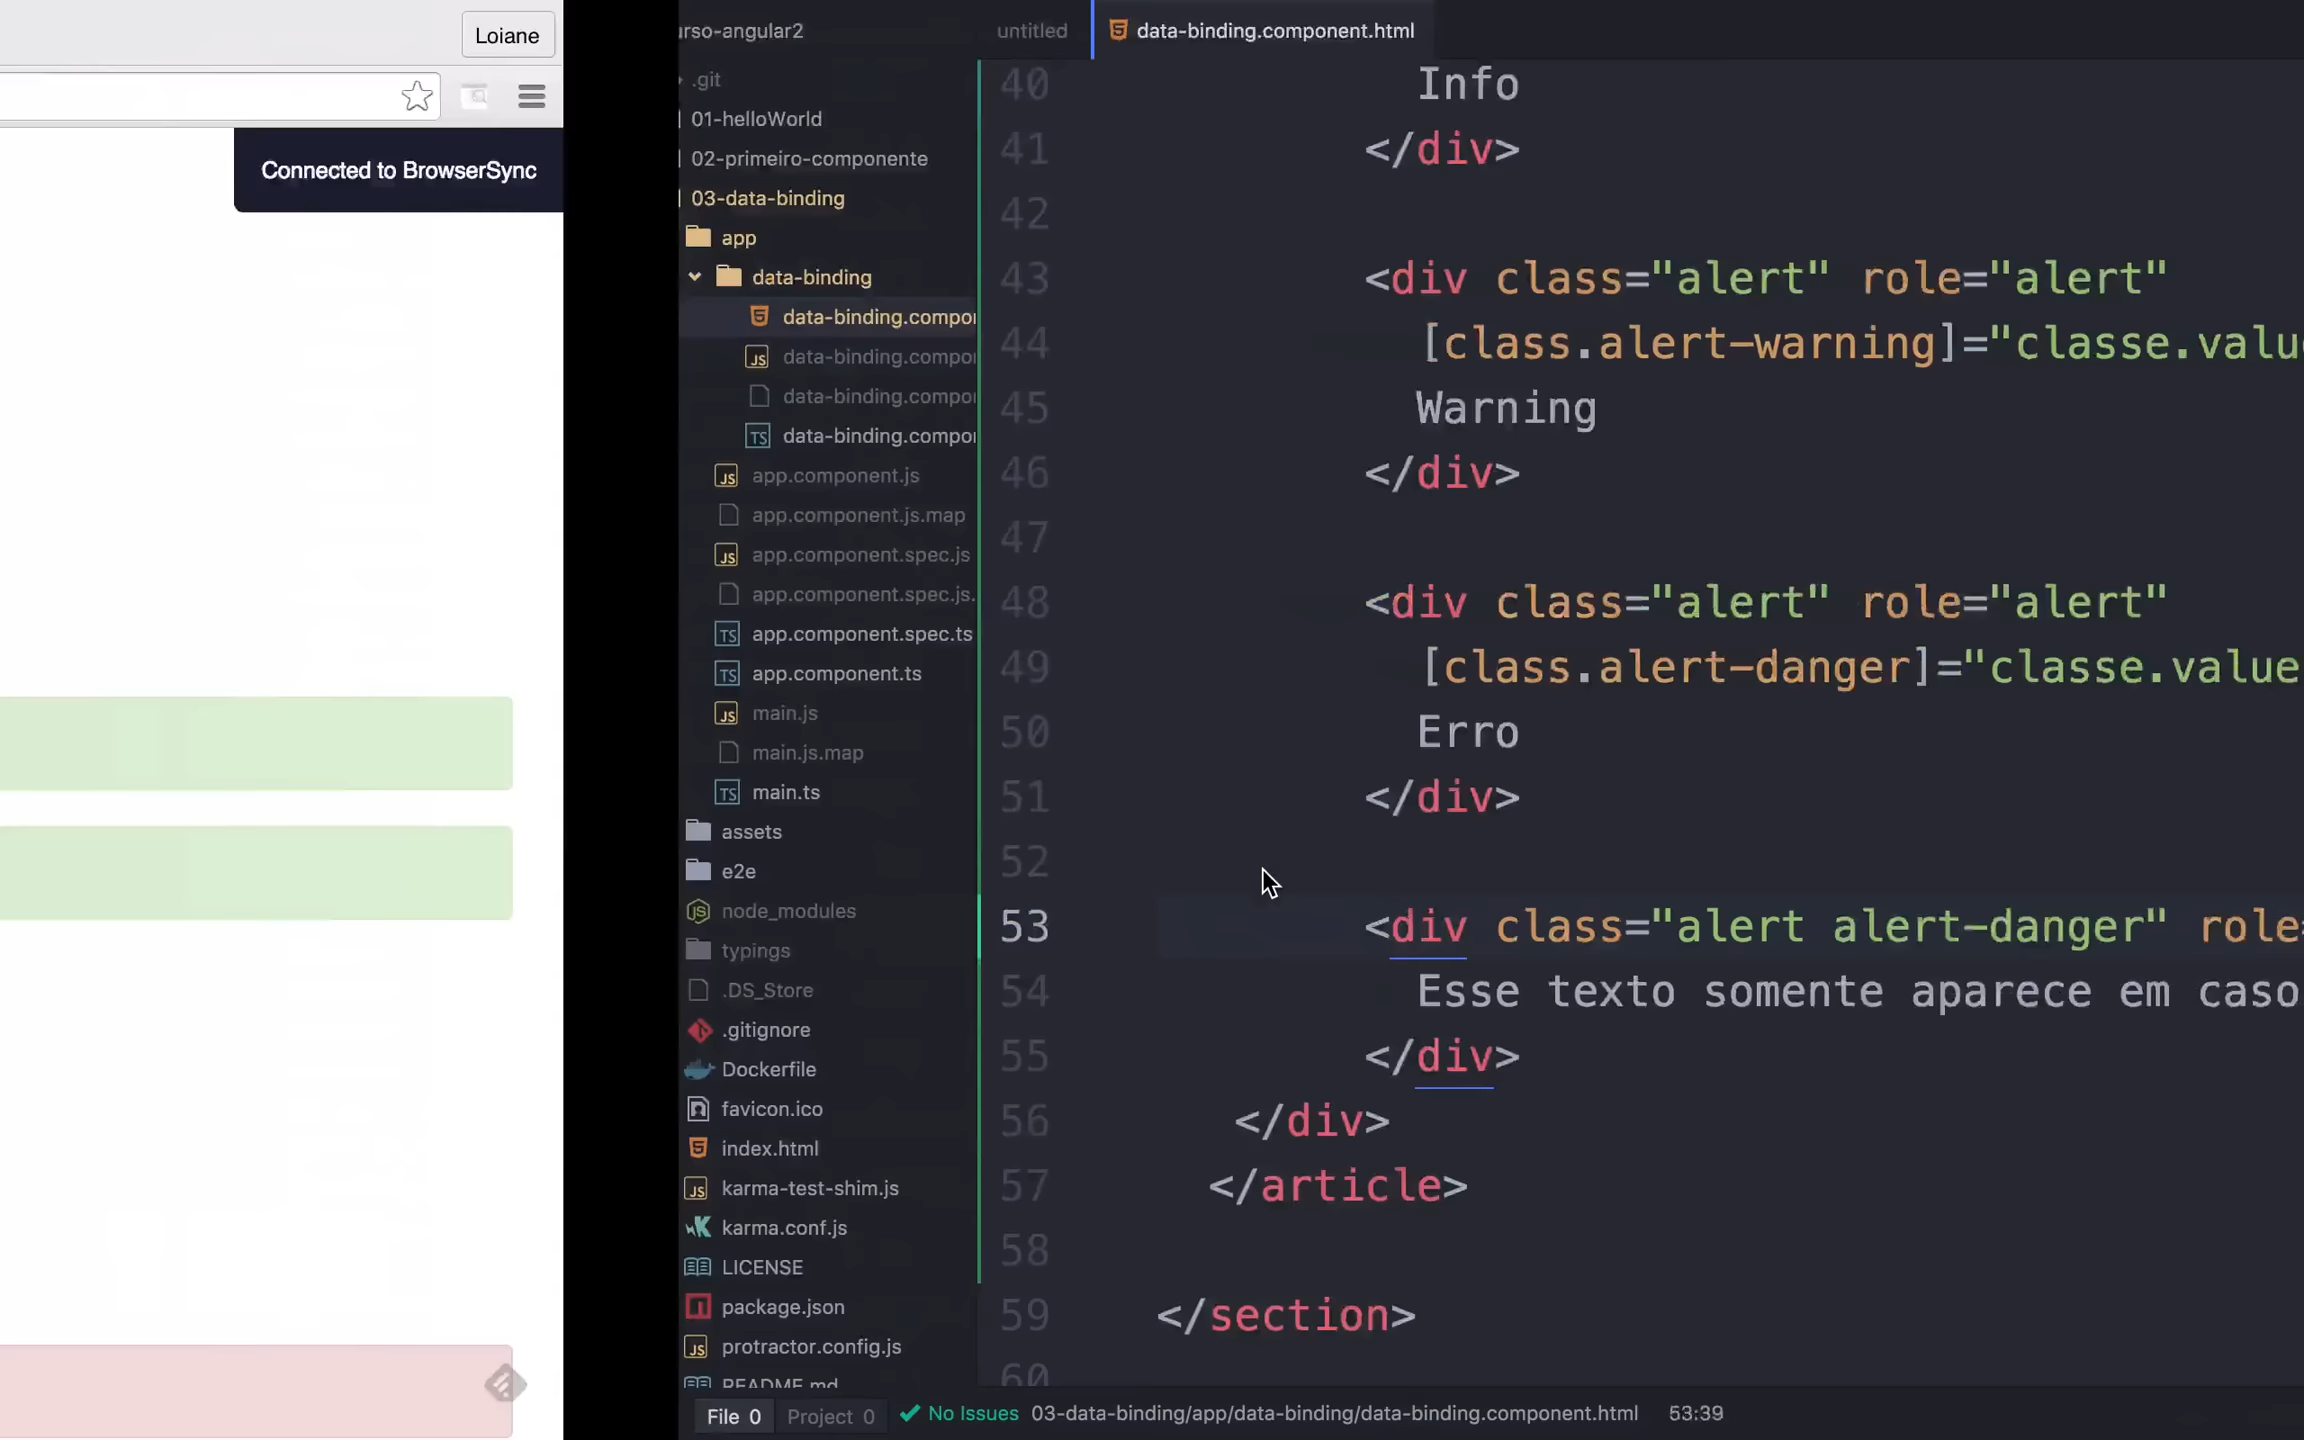 Loiane
Connected to BrowserSync
rso-angular2
.git
01-helloWorld
02-primeiro-componente
03-data-binding
app
data-binding
data-binding.compo
data-binding.compo
data-binding.compo
data-binding.compo
app.component.js
app.component.js.map
app.component.spec.js
app.component.spec.js.
app.component.spec.ts
app.component.ts
main.js
main.js.map
main.ts
assets
e2e
node_modules
typings
.DS_Store
.gitignore
Dockerfile
favicon.ico
index.html
karma-test-shim.js
karma.conf.js
LICENSE
package.json
protractor.config.js
README.md
untitled
data-binding.component.html
40 Info
41 </div>
42
43 <div class="alert" role="alert"
44 [class.alert-warning]="classe.valu
45 Warning
46 </div>
47
48 <div class="alert" role="alert"
49 [class.alert-danger]="classe.value
50 Erro
51 </div>
52
53 <div class="alert alert-danger" role=
54 Esse texto somente aparece em caso
55 </div>
56 </div>
57 </article>
58
59 </section>
60
File 0 Project 0 No Issues 03-data-binding/app/data-binding/data-binding.component.html 53:39